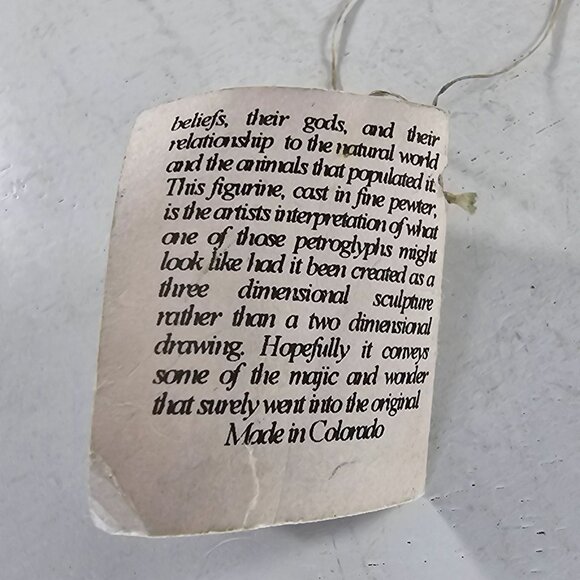 beliefs, their gods, and their
relationship to the natural world
and the animals that populated it.
This figurine, cast in fine pewter,
is the artists interpretation of what
one of those petroglyphs might
look like had it been created as a
three dimensional sculpture
rather than a two dimensional
drawing. Hopefully it conveys
some of the majic and wonder
that surely went into the original
Made in Colorado